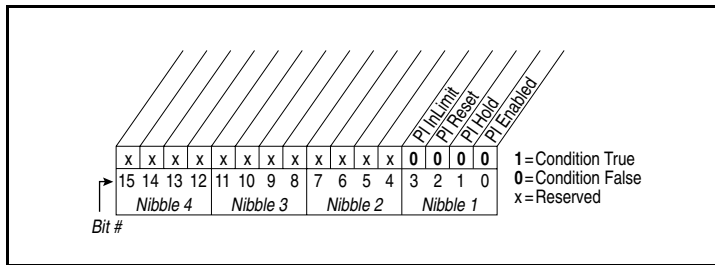 PI InLimit
PI Reset
PI Hold
PI Enabled
x x x x x x x x x x x x 0 0 0 0
15 14 13 12 11 10 9 8 7 6 5 4 3 2 1 0
Nibble 4 Nibble 3 Nibble 2 Nibble 1
Bit #
1=Condition True
0=Condition False
x=Reserved